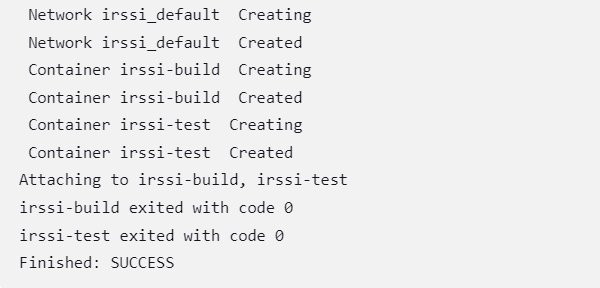 Network irssi_default  Creating
Network irssi_default  Created
Container irssi-build  Creating
Container irssi-build  Created
Container irssi-test  Creating
Container irssi-test  Created
Attaching to irssi-build, irssi-test
irssi-build exited with code 0
irssi-test exited with code 0
Finished: SUCCESS